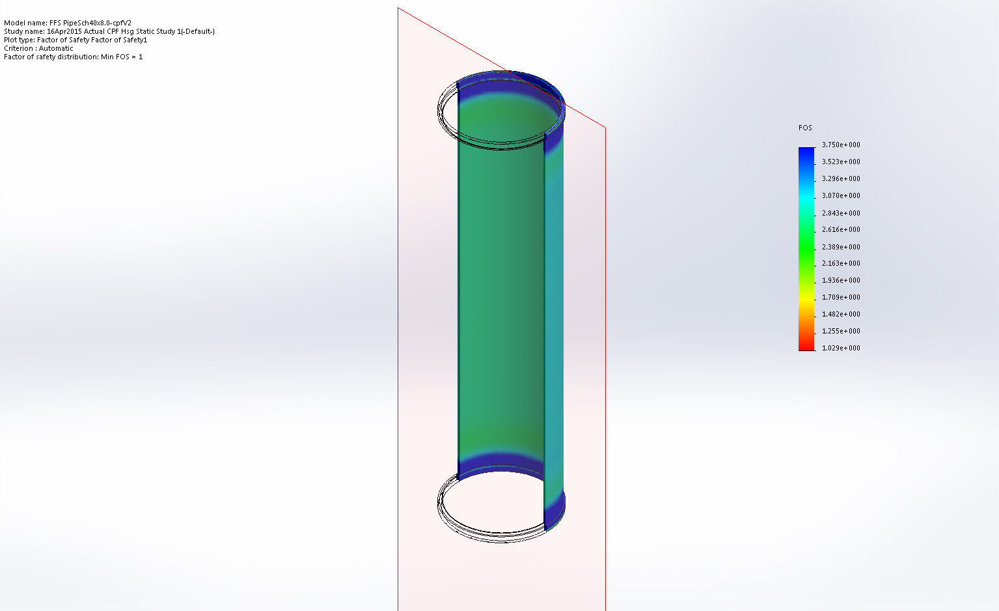 Model name: FFS PipeSch40x8.0-cpfV2
Study name: 16Apr2015 Actual CPF Hsg Static Study 1(-Default-)
Plot type: Factor of Safety Factor of Safety1
Criterion : Automatic
Factor of safety distribution: Min FOS = 1
FOS
3.750e+000
3.523e+000
3.296e+000
3.070e+000
2.843e+000
2.616e+000
2.389e+000
2.163e+000
1.936e+000
1.709e+000
1.482e+000
1.255e+000
1.029e+000